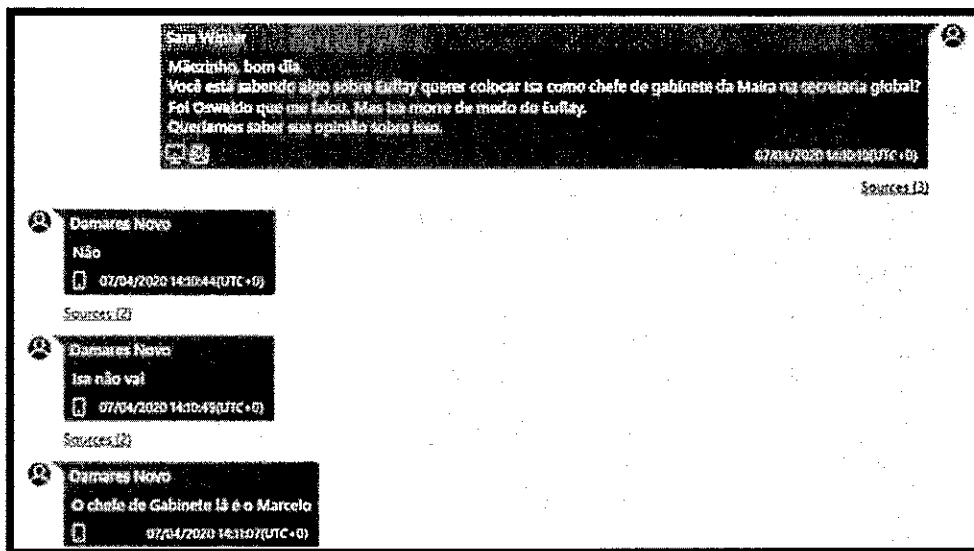 Sara Winter
Mãezinha, bom dia.
Você está sabendo algo sobre Euflay querer colocar Isa como chefe de gabinete da Maira na secretaria global?
Foi Oswaldo que me falou. Mas Isa morre de medo do Euflay.
Queríamos saber sua opinião sobre isso.
07/04/2020 14:10:10(UTC+0)
Sources (3)
Damares Novo
Não
07/04/2020 14:10:44(UTC+0)
Sources (2)
Damares Novo
Isa não vai
07/04/2020 14:10:49(UTC+0)
Sources (2)
Damares Novo
O chefe de Gabinete lá é o Marcelo
07/04/2020 14:11:07(UTC+0)